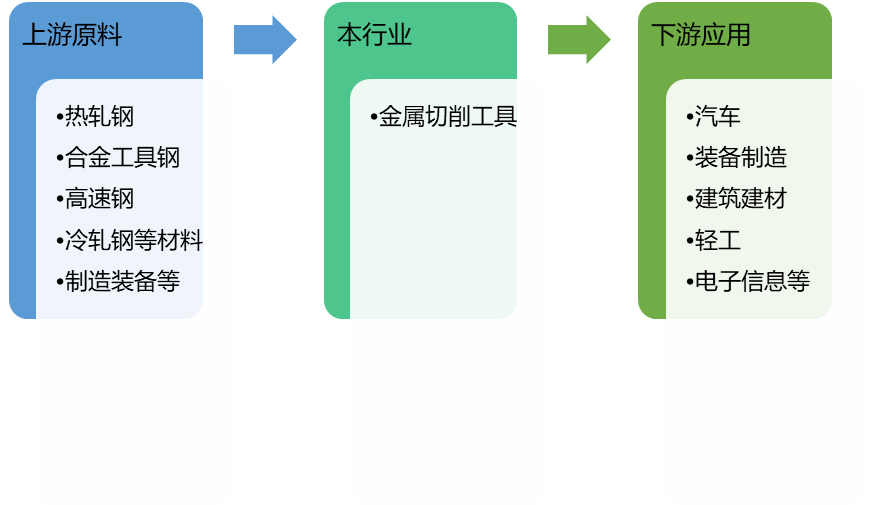 上游原料
•热轧钢
•合金工具钢
•高速钢
•冷轧钢等材料
•制造装备等
本行业
•金属切削工具
下游应用
•汽车
•装备制造
•建筑建材
•轻工
•电子信息等